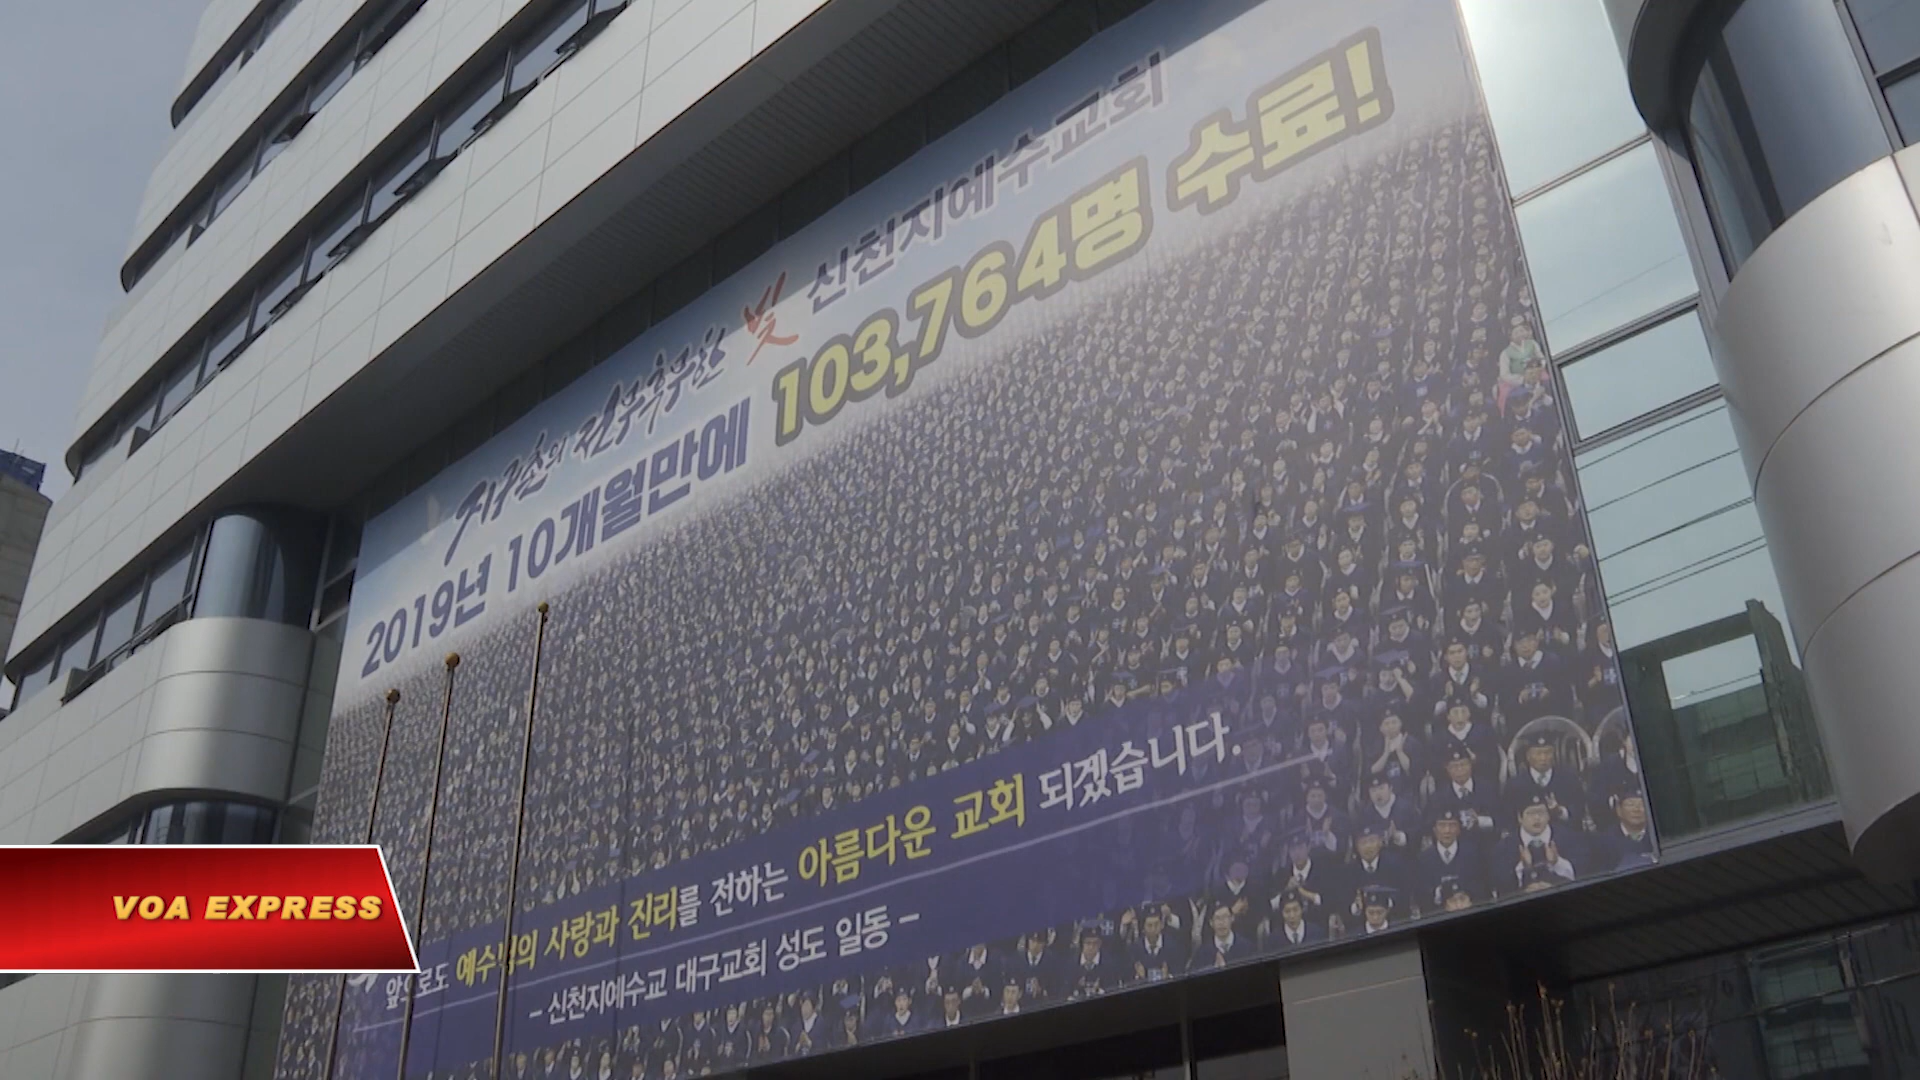 지구촌의 전무후무한 빛 신천지예수교회
2019년 10개월만에 103,764명 수료!
앞으로도 예수님의 사랑과 진리를 전하는 아름다운 교회 되겠습니다.
- 신천지예수교 대구교회 성도 일동 -
VOA EXPRESS